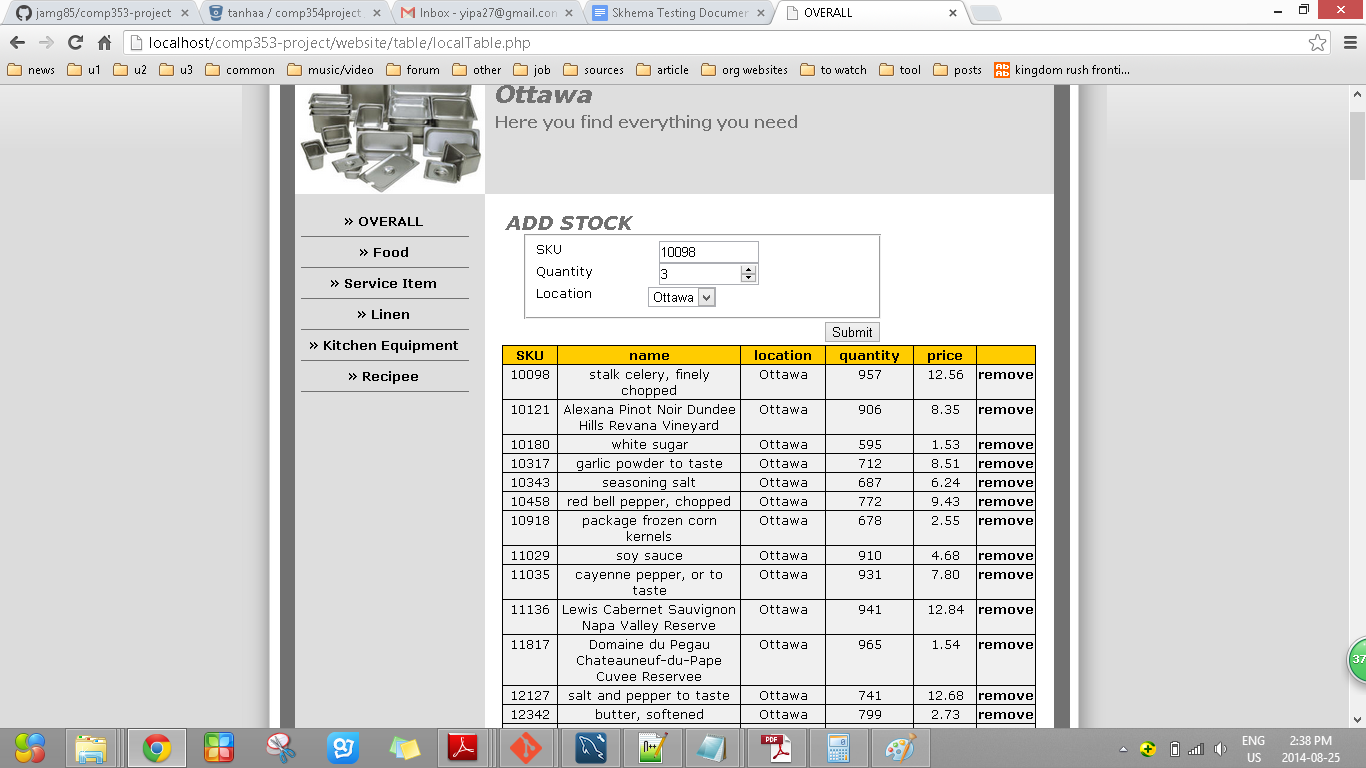 jamg85/comp353-project
tanhaa / comp354project
Inbox - yipa27@gmail.con
Skhema Testing Documer
OVERALL
localhost/comp353-project/website/table/localTable.php
news u1 u2 u3 common music/video forum other job sources article org websites to watch tool posts kingdom rush fronti...
Ottawa
Here you find everything you need
» OVERALL
» Food
» Service Item
» Linen
» Kitchen Equipment
» Recipee
ADD STOCK
SKU 10098
Quantity 3
Location Ottawa
Submit
SKU name location quantity price
10098 stalk celery, finely Ottawa 957 12.56 remove
chopped
10121 Alexana Pinot Noir Dundee Ottawa 906 8.35 remove
Hills Revana Vineyard
10180 white sugar Ottawa 595 1.53 remove
10317 garlic powder to taste Ottawa 712 8.51 remove
10343 seasoning salt Ottawa 687 6.24 remove
10458 red bell pepper, chopped Ottawa 772 9.43 remove
10918 package frozen corn Ottawa 678 2.55 remove
kernels
11029 soy sauce Ottawa 910 4.68 remove
11035 cayenne pepper, or to Ottawa 931 7.80 remove
taste
11136 Lewis Cabernet Sauvignon Ottawa 941 12.84 remove
Napa Valley Reserve
11817 Domaine du Pegau Ottawa 965 1.54 remove
Chateauneuf-du-Pape
Cuvee Reservee
12127 salt and pepper to taste Ottawa 741 12.68 remove
12342 butter, softened Ottawa 799 2.73 remove
37
ENG 2:38 PM
US 2014-08-25